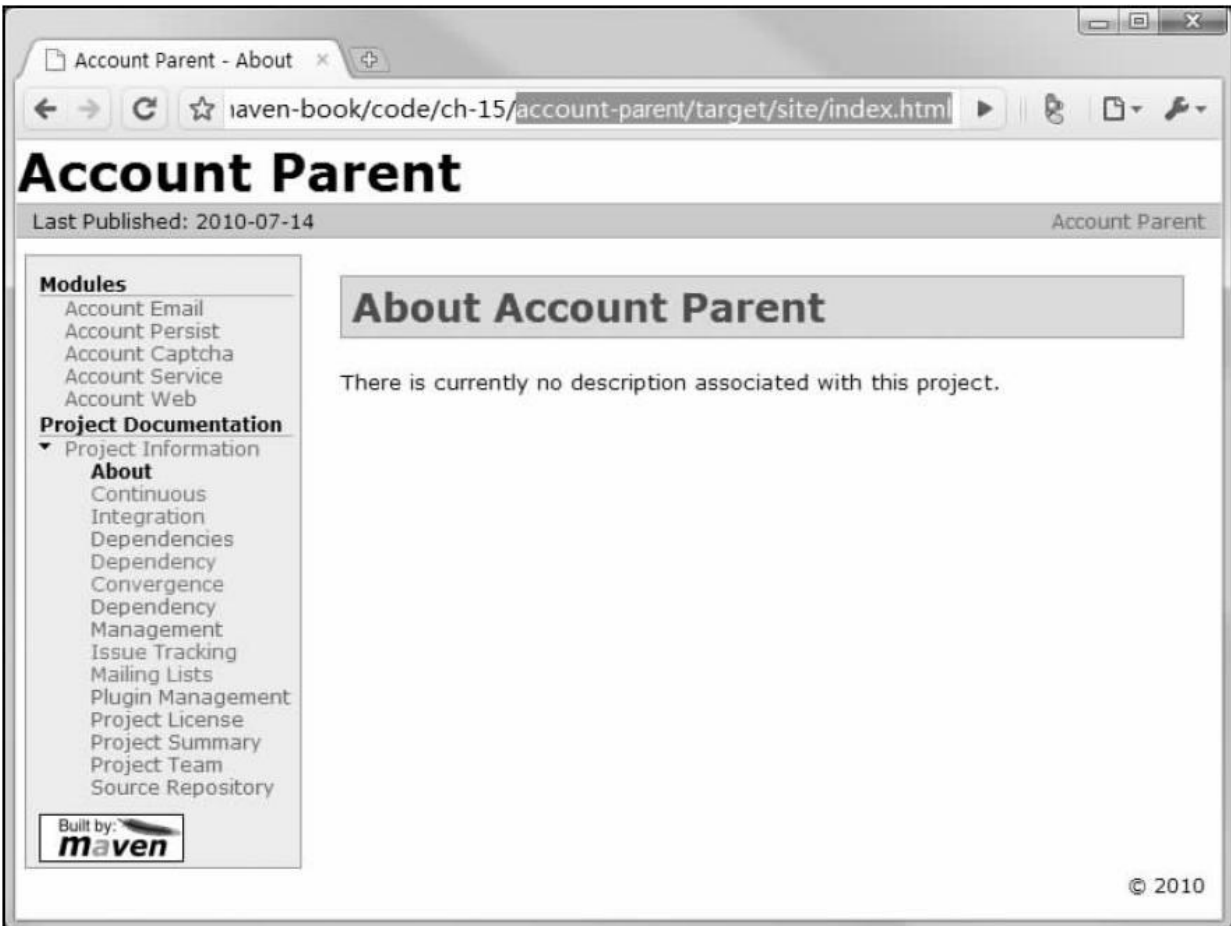 Account Parent - About
aven-book/code/ch-15/account-parent/target/site/index.html
Account Parent
Last Published: 2010-07-14
Account Parent
Modules
Account Email
Account Persist
Account Captcha
Account Service
Account Web
Project Documentation
Project Information
About
Continuous
Integration
Dependencies
Dependency
Convergence
Dependency
Management
Issue Tracking
Mailing Lists
Plugin Management
Project License
Project Summary
Project Team
Source Repository
Built by:
maven
About Account Parent
There is currently no description associated with this project.
© 2010